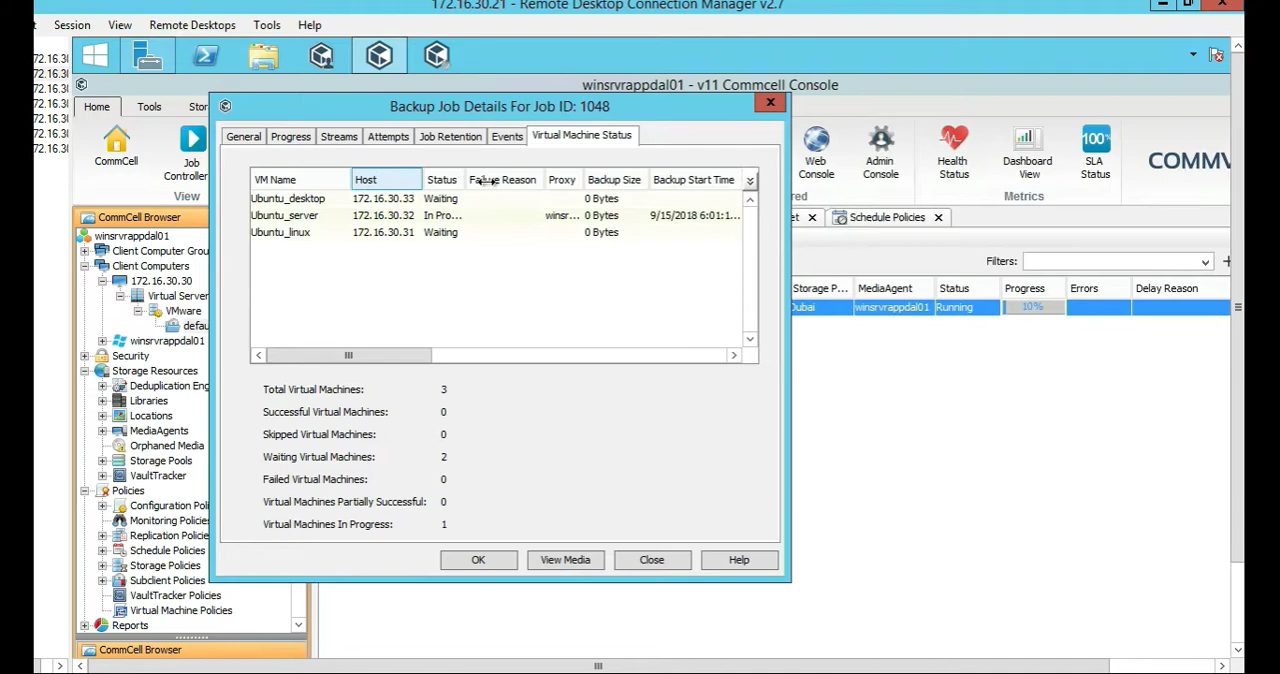 172.16.30.21 - Remote Desktop Connection Manager v2.7
Session View Remote Desktops Tools Help
winsrvrappdal01 - v11 Commcell Console
Home Tools
CommCell
Job Controller
View
Web Console
Admin Console
Health Status
Dashboard View
100%
SLA Status
Metrics
Backup Job Details For Job ID: 1048
General Progress Streams Attempts Job Retention Events Virtual Machine Status
VM Name Host Status Failure Reason Proxy Backup Size Backup Start Time
Ubuntu_desktop 172.16.30.33 Waiting 0 Bytes
Ubuntu_server 172.16.30.32 In Pro... winsr... 0 Bytes 9/15/2018 6:01:1...
Ubuntu_linux 172.16.30.31 Waiting 0 Bytes
Total Virtual Machines: 3
Successful Virtual Machines: 0
Skipped Virtual Machines: 0
Waiting Virtual Machines: 2
Failed Virtual Machines: 0
Virtual Machines Partially Successful: 0
Virtual Machines In Progress: 1
OK View Media Close Help
CommCell Browser
winsrvrappdal01
Client Computer Grou
Client Computers
172.16.30.30
Virtual Server
VMware
defau
winsrvrappdal01
Security
Storage Resources
Deduplication Eng
Libraries
Locations
MediaAgents
Orphaned Media
Storage Pools
VaultTracker
Policies
Configuration Poli
Monitoring Policies
Replication Policie
Schedule Policies
Storage Policies
Subclient Policies
VaultTracker Policies
Virtual Machine Policies
Reports
CommCell Browser
Schedule Policies
Filters:
Storage P... MediaAgent Status Progress Errors Delay Reason
Dubai winsrvrappdal01 Running 10%